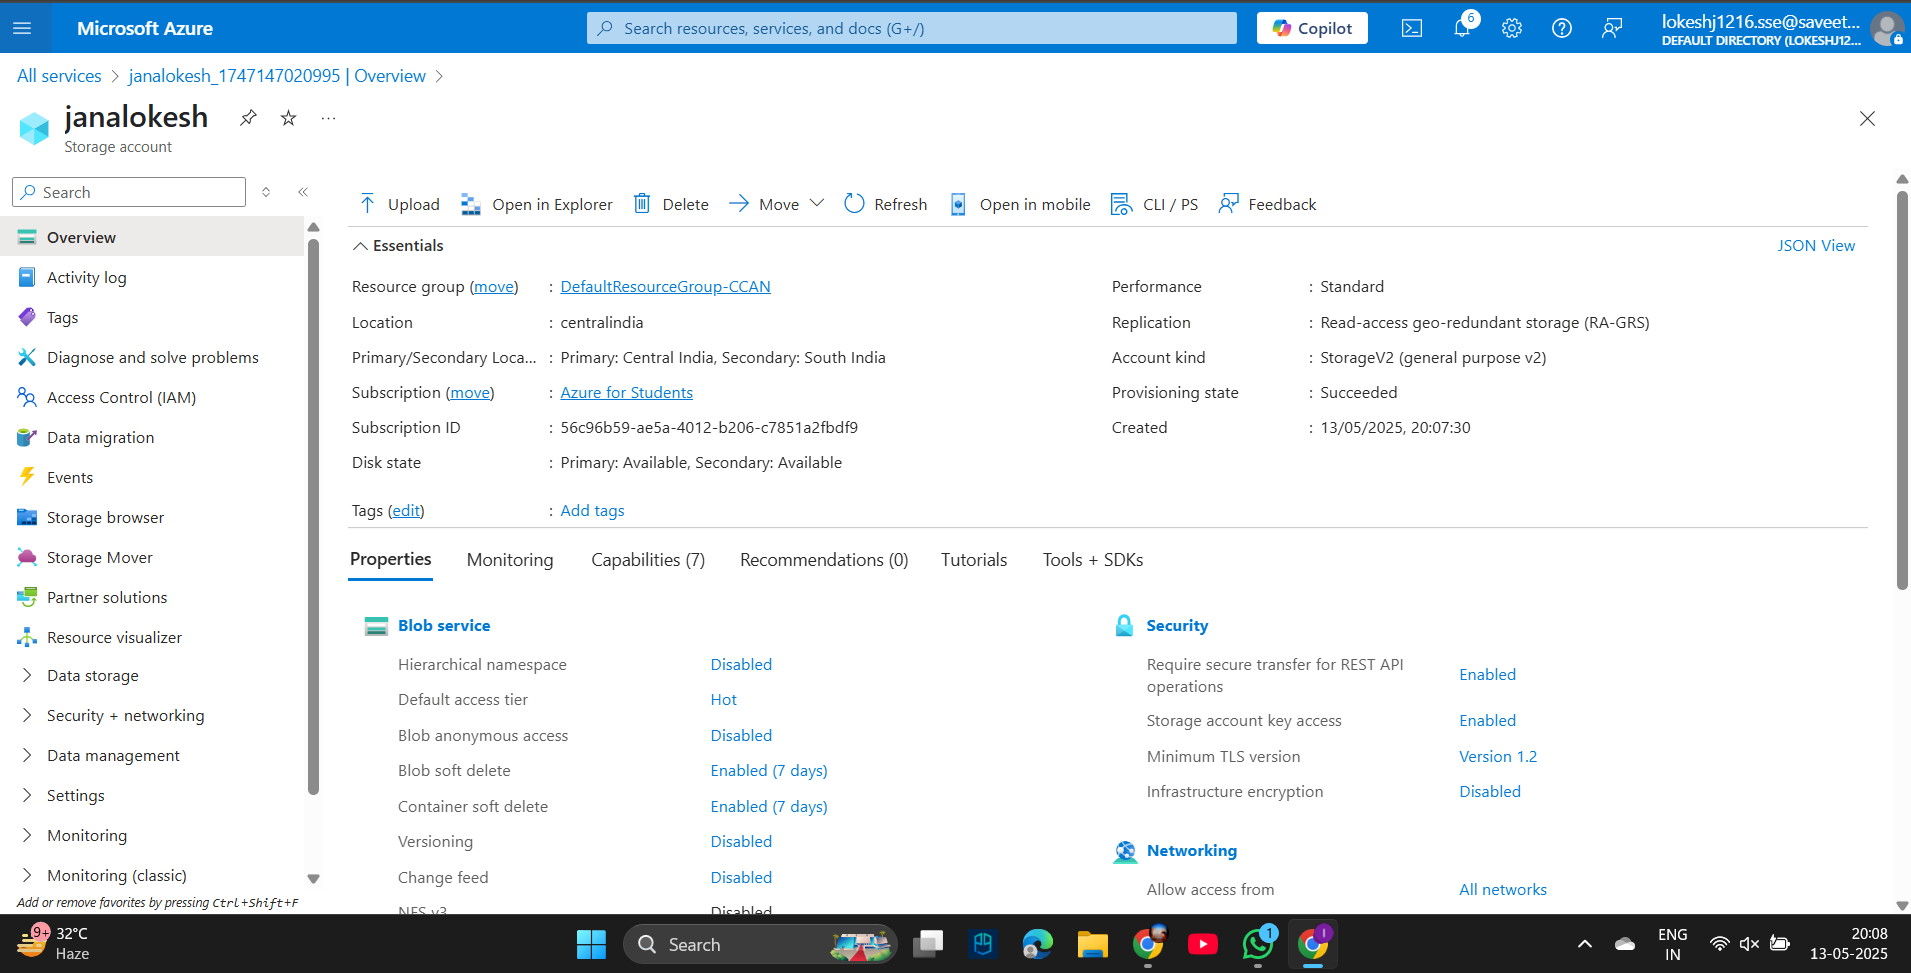 Microsoft Azure
Search resources, services, and docs (G+/)
Copilot
6
lokeshj1216.sse@saveet...
DEFAULT DIRECTORY (LOKESHJ12...
All services > janalokesh_1747147020995 | Overview >
janalokesh
Storage account
Search
Overview
Activity log
Tags
Diagnose and solve problems
Access Control (IAM)
Data migration
Events
Storage browser
Storage Mover
Partner solutions
Resource visualizer
Data storage
Security + networking
Data management
Settings
Monitoring
Monitoring (classic)
Add or remove favorites by pressing Ctrl+Shift+F
Upload Open in Explorer Delete Move Refresh Open in mobile CLI / PS Feedback
Essentials
JSON View
Resource group (move) : DefaultResourceGroup-CCAN
Location : centralindia
Primary/Secondary Loca... : Primary: Central India, Secondary: South India
Subscription (move) : Azure for Students
Subscription ID : 56c96b59-ae5a-4012-b206-c7851a2fbdf9
Disk state : Primary: Available, Secondary: Available
Tags (edit) : Add tags
Performance : Standard
Replication : Read-access geo-redundant storage (RA-GRS)
Account kind : StorageV2 (general purpose v2)
Provisioning state : Succeeded
Created : 13/05/2025, 20:07:30
Properties Monitoring Capabilities (7) Recommendations (0) Tutorials Tools + SDKs
Blob service
Hierarchical namespace Disabled
Default access tier Hot
Blob anonymous access Disabled
Blob soft delete Enabled (7 days)
Container soft delete Enabled (7 days)
Versioning Disabled
Change feed Disabled
NFS v3 Disabled
Security
Require secure transfer for REST API
operations Enabled
Storage account key access Enabled
Minimum TLS version Version 1.2
Infrastructure encryption Disabled
Networking
Allow access from All networks
9+
32°C
Haze
Search
1
I
ENG
IN
20:08
13-05-2025